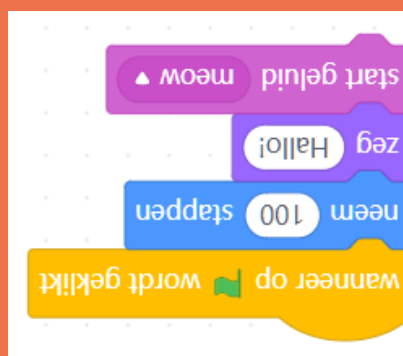 wanneer op wordt geklikt
neem 100 stappen
zeg Hallo!
start geluid meow